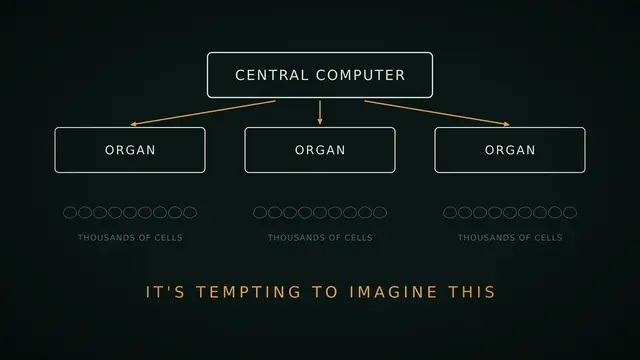 CENTRAL COMPUTER
ORGAN ORGAN ORGAN
THOUSANDS OF CELLS THOUSANDS OF CELLS THOUSANDS OF CELLS
IT'S TEMPTING TO IMAGINE THIS